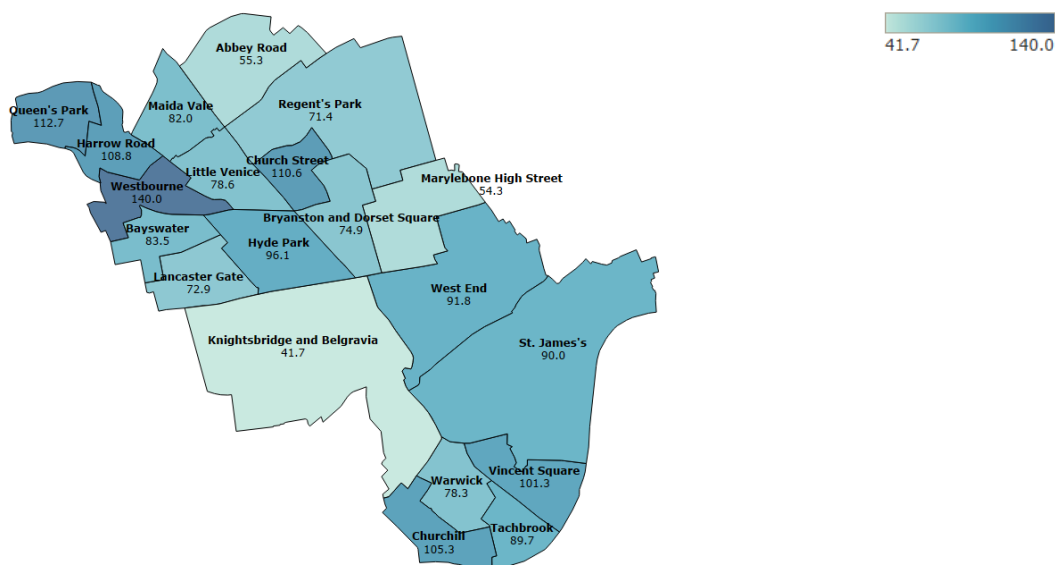 41.7
140.0
Abbey Road
55.3
Regent's Park
71.4
Maida Vale
82.0
Queen's Park
112.7
Harrow Road
108.8
Church Street
110.6
Little Venice
78.6
Marylebone High Street
54.3
Westbourne
140.0
Bryanston and Dorset Square
74.9
Bayswater
83.5
Hyde Park
96.1
Lancaster Gate
72.9
West End
91.8
Knightsbridge and Belgravia
41.7
St. James's
90.0
Vincent Square
101.3
Warwick
78.3
Tachbrook
89.7
Churchill
105.3